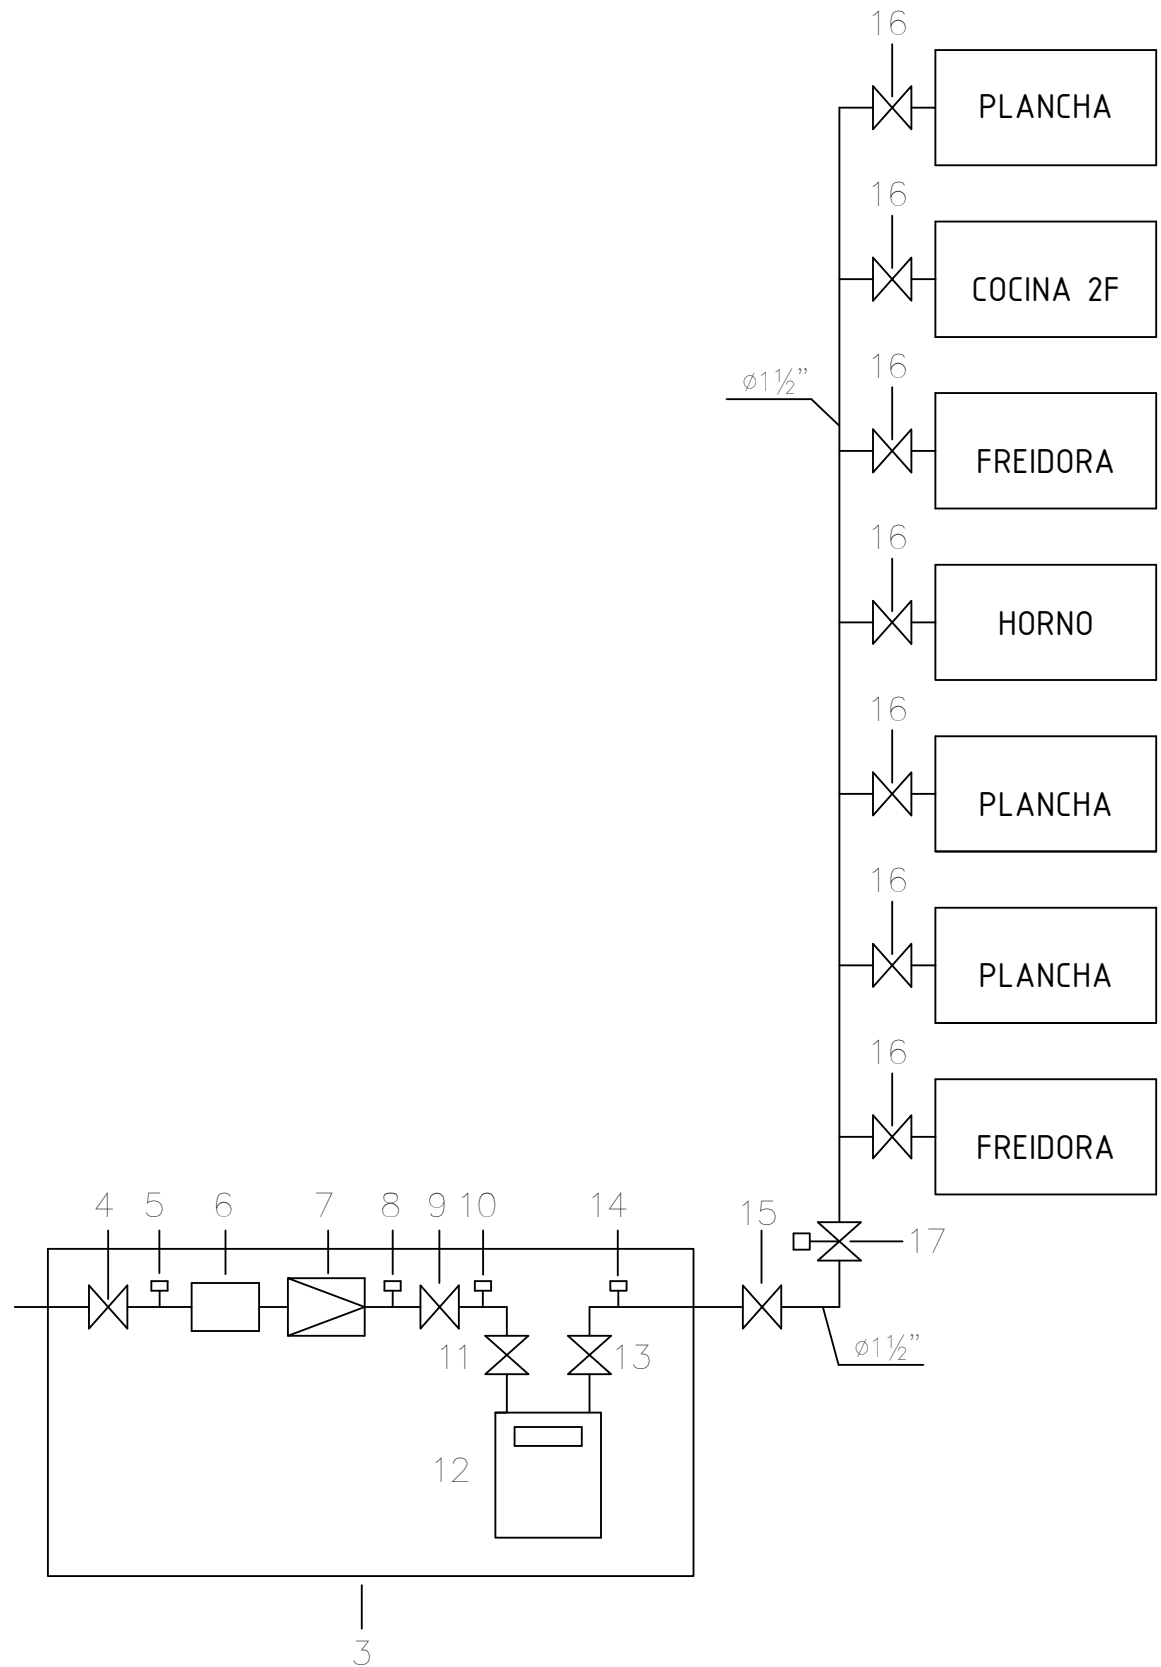 16
PLANCHA
16
COCINA 2F
16
ø1½”
FREIDORA
16
HORNO
16
PLANCHA
16
PLANCHA
16
FREIDORA
4 5 6 7 8 9 10 14 15
17
11 13
ø1½”
12
3